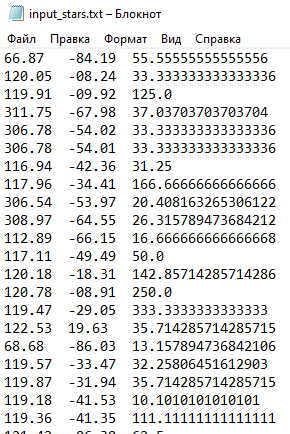 input_stars.txt – Блокнот
Файл Правка Формат Вид Справка
66.87 -84.19 55.55555555555556
120.05 -08.24 33.333333333333336
119.91 -09.92 125.0
311.75 -67.98 37.03703703703704
306.78 -54.02 33.333333333333336
306.78 -54.01 33.333333333333336
116.94 -42.36 31.25
117.96 -34.41 166.66666666666666
306.54 -53.97 20.408163265306122
308.97 -64.55 26.315789473684212
112.89 -66.15 16.666666666666668
117.11 -49.49 50.0
120.18 -18.31 142.85714285714286
120.78 -08.91 250.0
119.47 -29.05 333.3333333333333
122.53 19.63 35.714285714285715
68.68 -86.03 13.157894736842106
119.57 -33.47 32.25806451612903
119.87 -31.94 35.714285714285715
119.18 -41.53 10.1010101010101
119.36 -41.35 111.11111111111111